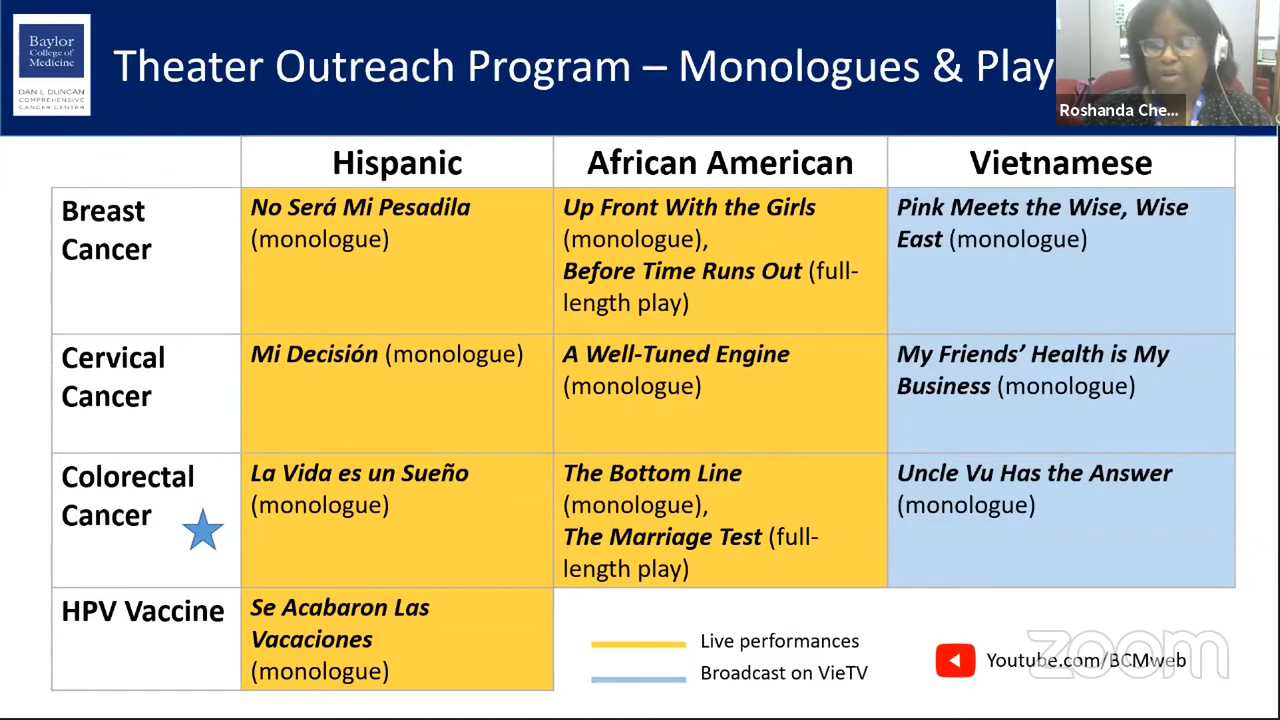 Baylor
College of
Medicine
DAN L DUNCAN
COMPREHENSIVE
CANCER CENTER
Theater Outreach Program – Monologues & Play
Roshanda Che...
Hispanic
African American
Vietnamese
Breast
Cancer
No Será Mi Pesadila
(monologue)
Up Front With the Girls
(monologue),
Before Time Runs Out (full-
length play)
Pink Meets the Wise, Wise
East (monologue)
Cervical
Cancer
Mi Decisión (monologue)
A Well-Tuned Engine
(monologue)
My Friends’ Health is My
Business (monologue)
Colorectal
Cancer
La Vida es un Sueño
(monologue)
The Bottom Line
(monologue),
The Marriage Test (full-
length play)
Uncle Vu Has the Answer
(monologue)
HPV Vaccine
Se Acabaron Las
Vacaciones
(monologue)
Live performances
Broadcast on VieTV
Youtube.com/BCMweb
zoom